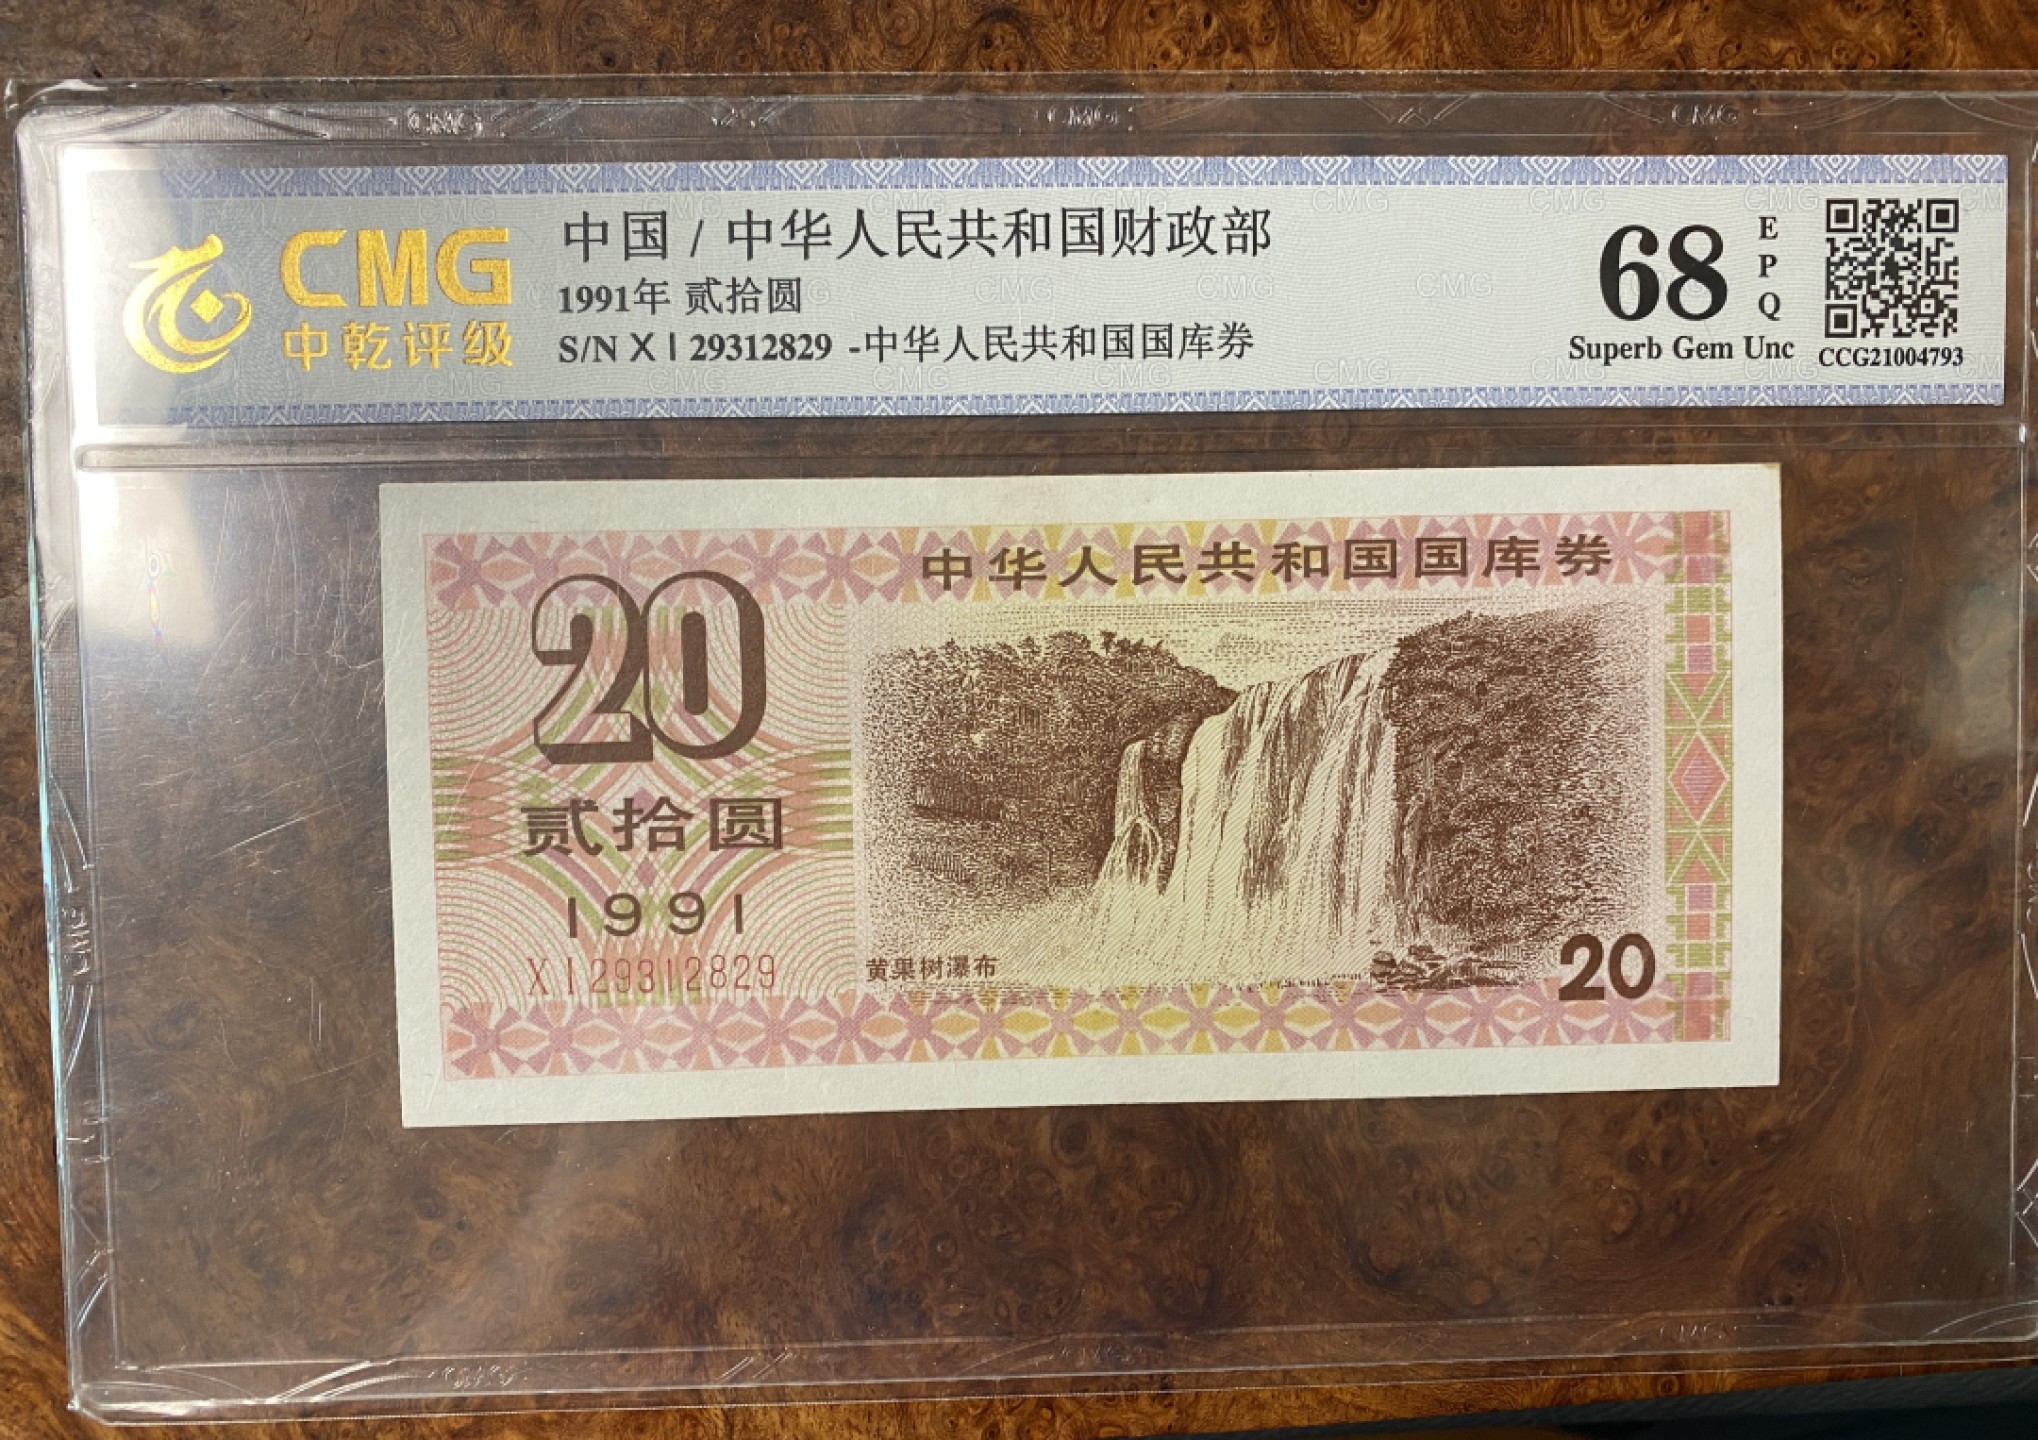 CMG
中乾评级
中国 / 中华人民共和国财政部
1991年 贰拾圆
S/N X I 29312829 -中华人民共和国国库券
68
EPQ
Superb Gem Unc
CCG21004793
中华人民共和国国库券
20
贰拾圆
1991
X I 29312829
黄果树瀑布
20